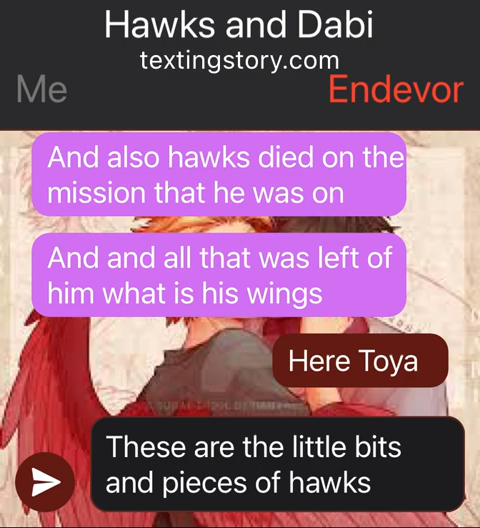 Hawks and Dabi
textingstory.com
Me
Endevor
And also hawks died on the
mission that he was on
And and all that was left of
him what is his wings
Here Toya
These are the little bits
and pieces of hawks